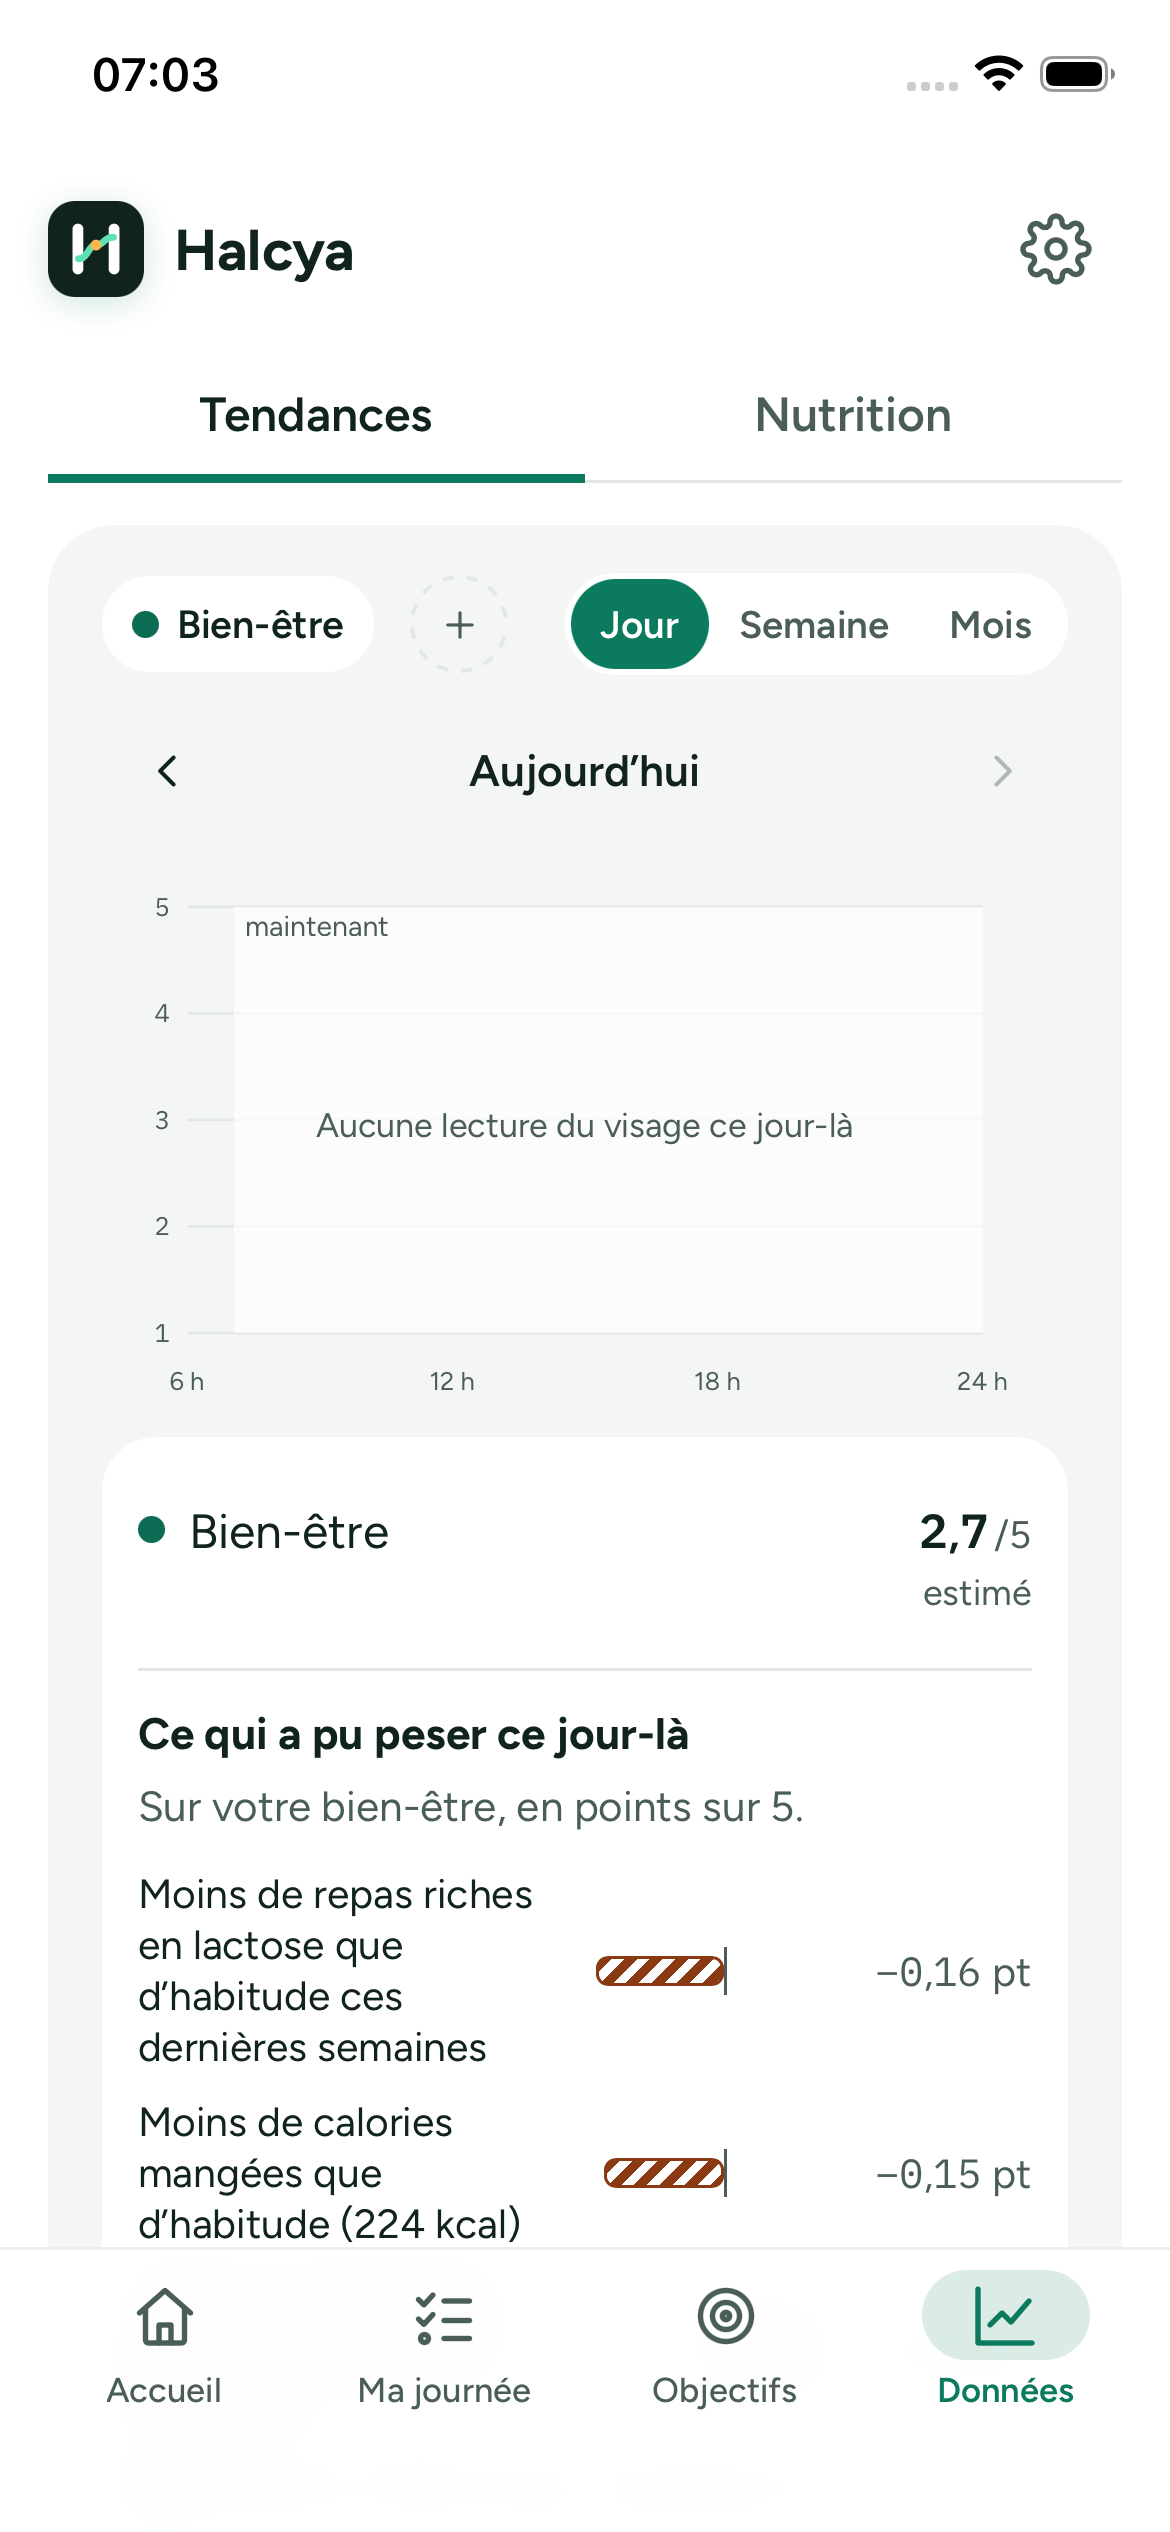 07:03
Halcya
Tendances
Nutrition
Bien-être
+
Jour
Semaine
Mois
Aujourd’hui
5
maintenant
4
3
Aucune lecture du visage ce jour-là
2
1
6 h
12 h
18 h
24 h
Bien-être
2,7 /5
estimé
Ce qui a pu peser ce jour-là
Sur votre bien-être, en points sur 5.
Moins de repas riches
en lactose que
d’habitude ces
dernières semaines
−0,16 pt
Moins de calories
mangées que
d’habitude (224 kcal)
−0,15 pt
Accueil
Ma journée
Objectifs
Données